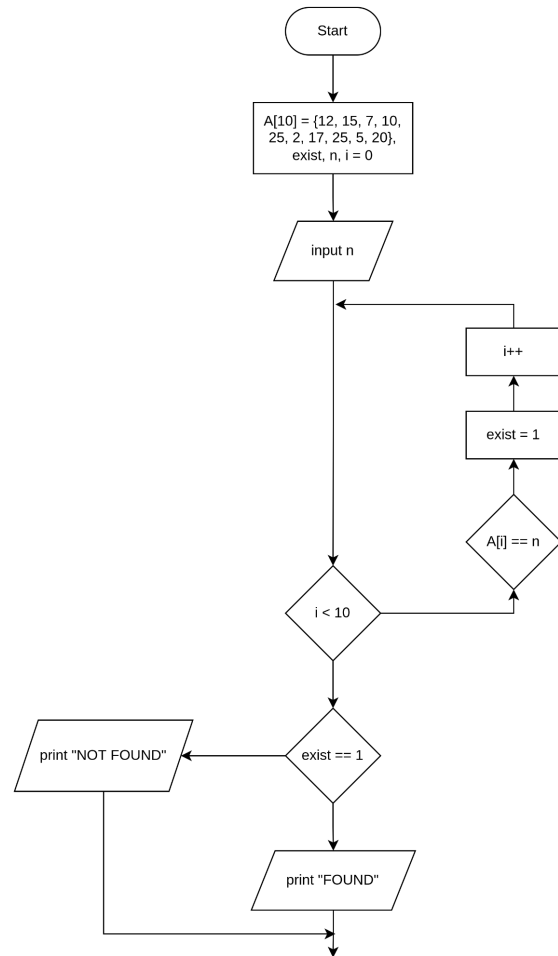 Start
A[10] = {12, 15, 7, 10,
25, 2, 17, 25, 5, 20},
exist, n, i = 0
input n
i++
exist = 1
A[i] == n
i < 10
print "NOT FOUND"
exist == 1
print "FOUND"